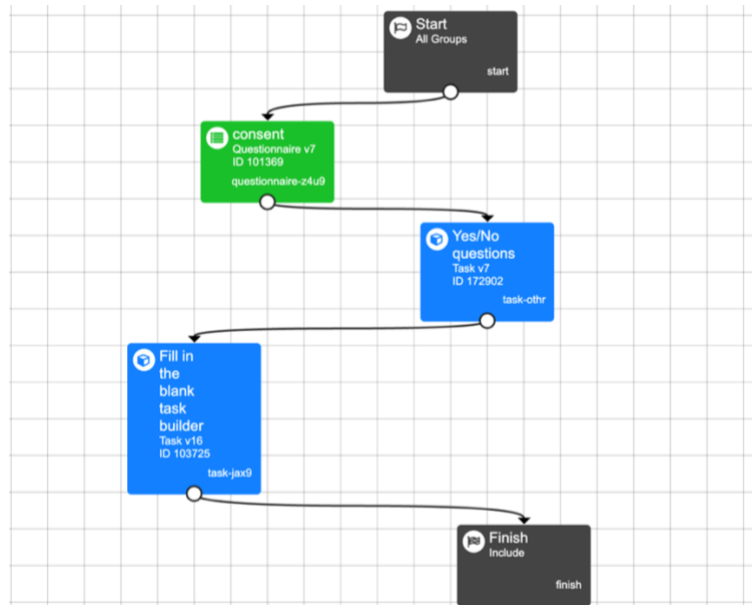 Start
All Groups
start
consent
Questionnaire v7
ID 101369
questionnaire-z4u9
Yes/No
questions
Task v7
ID 172902
task-othr
Fill in
the
blank
task
builder
Task v16
ID 103725
task-jax9
Finish
Include
finish